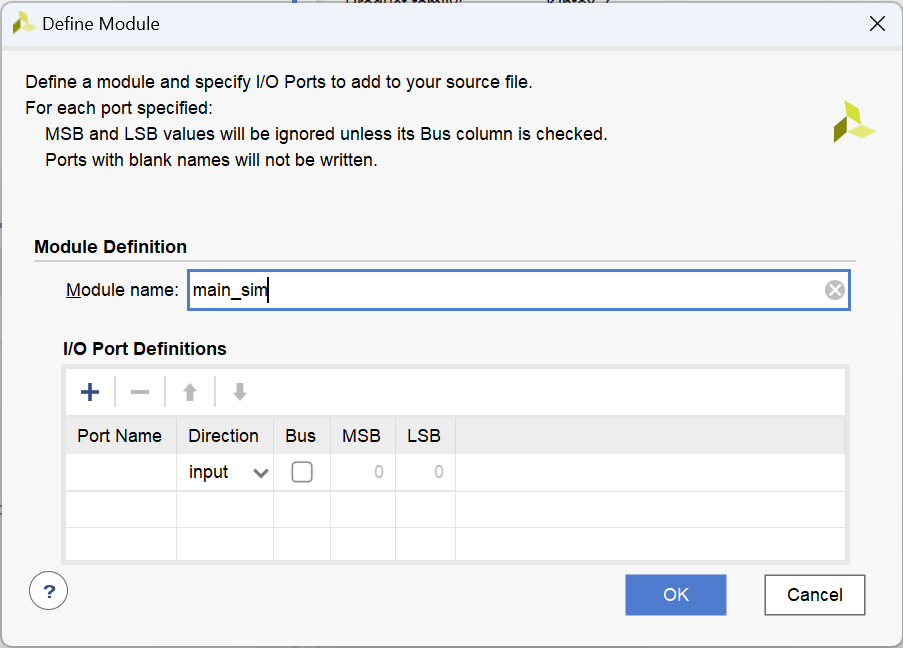 Define Module
Define a module and specify I/O Ports to add to your source file.
For each port specified:
MSB and LSB values will be ignored unless its Bus column is checked.
Ports with blank names will not be written.
Module Definition
Module name: main_sim
I/O Port Definitions
Port Name Direction Bus MSB LSB
input 0 0
? OK Cancel